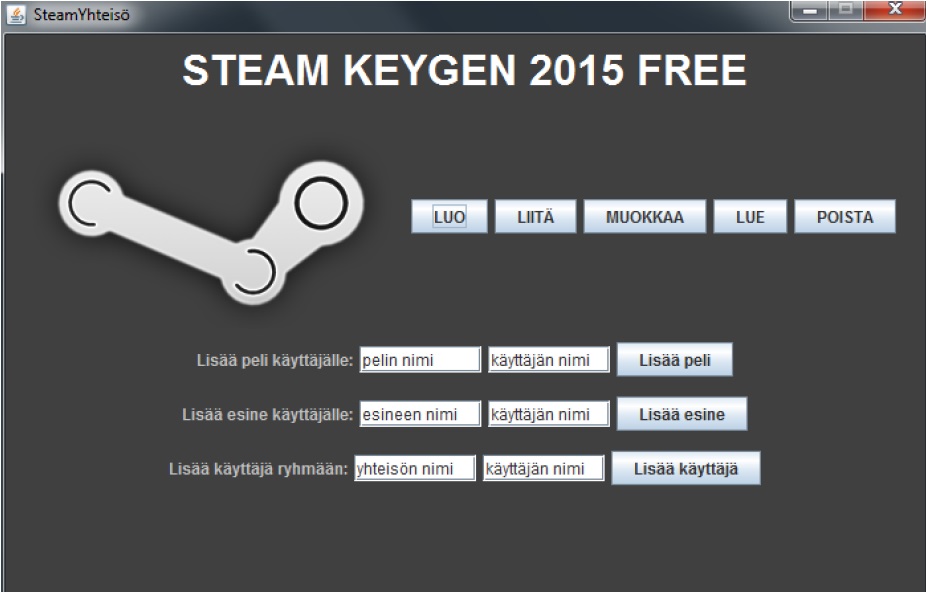 SteamYhteisö
STEAM KEYGEN 2015 FREE
LUO LIITÄ MUOKKAA LUE POISTA
Lisää peli käyttäjälle: pelin nimi käyttäjän nimi Lisää peli
Lisää esine käyttäjälle: esineen nimi käyttäjän nimi Lisää esine
Lisää käyttäjä ryhmään: yhteisön nimi käyttäjän nimi Lisää käyttäjä